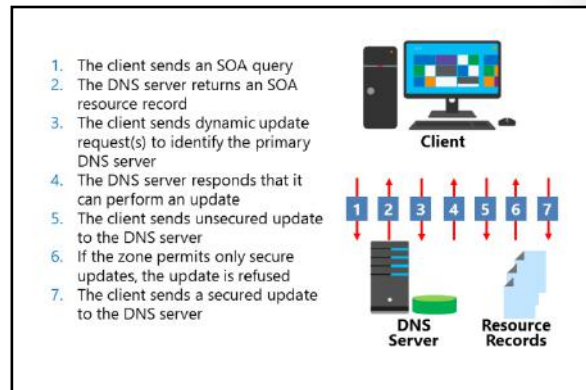 1. The client sends an SOA query
2. The DNS server returns an SOA
resource record
3. The client sends dynamic update
request(s) to identify the primary
DNS server
4. The DNS server responds that it
can perform an update
5. The client sends unsecured update
to the DNS server
6. If the zone permits only secure
updates, the update is refused
7. The client sends a secured update
to the DNS server
Client
1 2 3 4 5 6 7
DNS
Server
Resource
Records